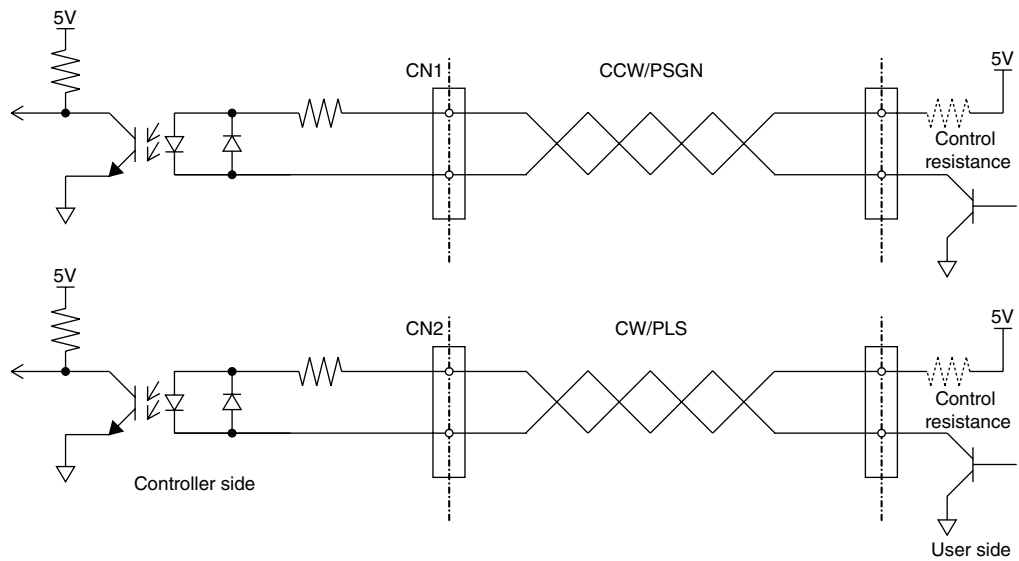 5V
5V
CN1
CCW/PSGN
Control
resistance
5V
5V
CN2
CW/PLS
Control
resistance
Controller side
User side